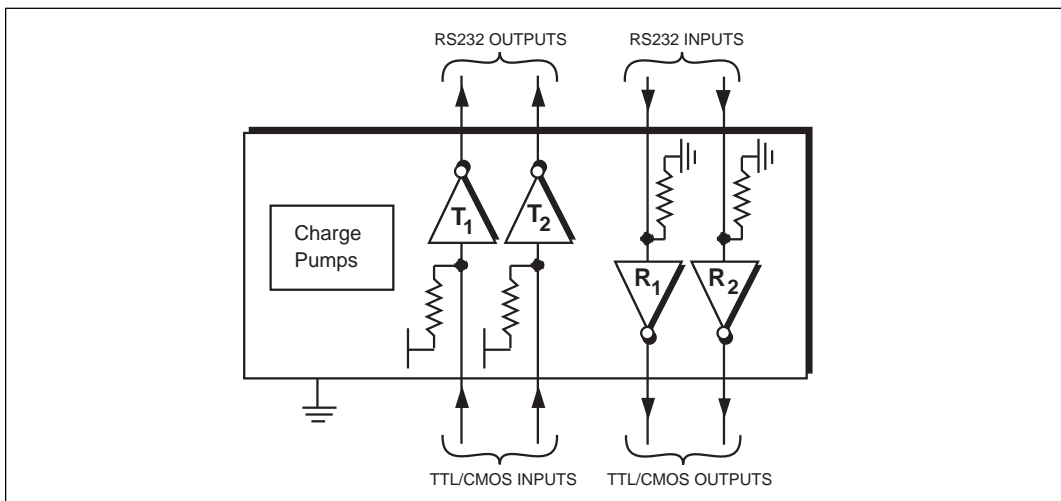 RS232 OUTPUTS
RS232 INPUTS
T1
T2
Charge
Pumps
R1
R2
TTL/CMOS INPUTS
TTL/CMOS OUTPUTS